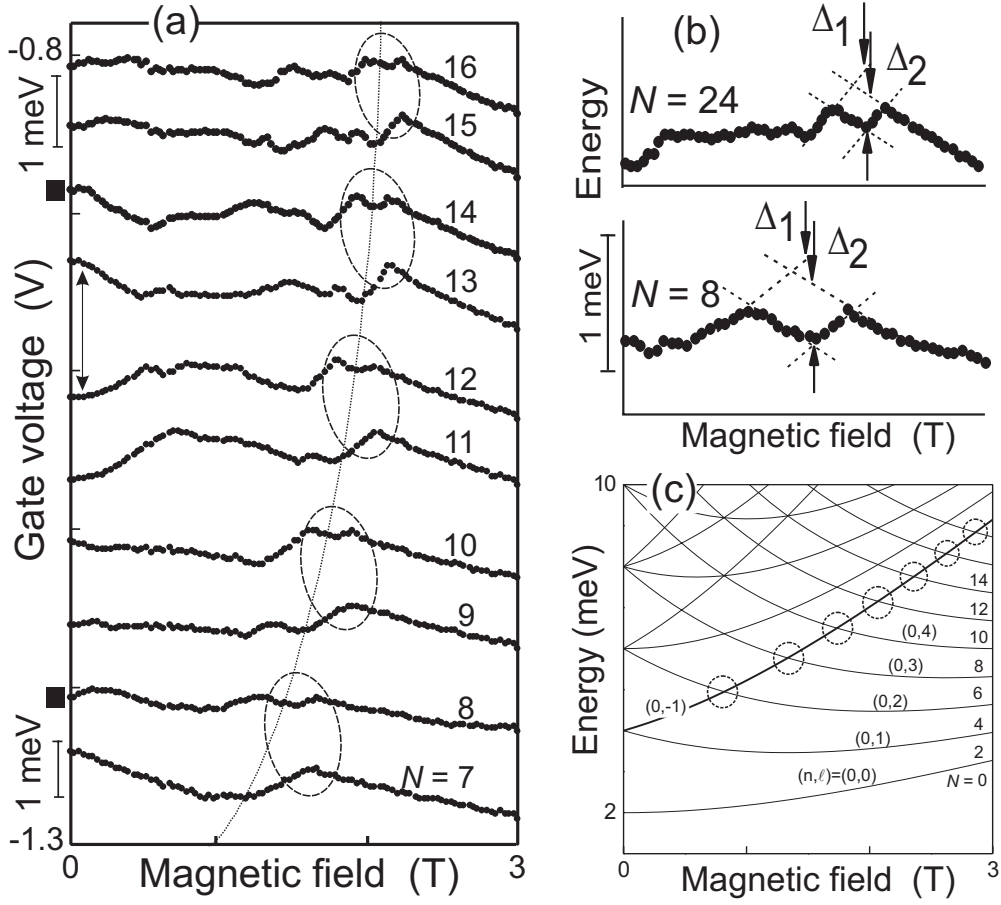 (a)
-0.8
1 meV
Gate voltage (V)
1 meV
-1.3
16
15
14
13
12
11
10
9
8
N = 7
0
3
Magnetic field (T)
(b)
Energy
N = 24
Δ1
Δ2
1 meV
N = 8
Δ1
Δ2
Magnetic field (T)
(c)
10
Energy (meV)
2
(0,-1)
(0,4)
(0,3)
(0,2)
(0,1)
(n,ℓ)=(0,0)
14
12
10
8
6
4
2
N = 0
0
3
Magnetic field (T)